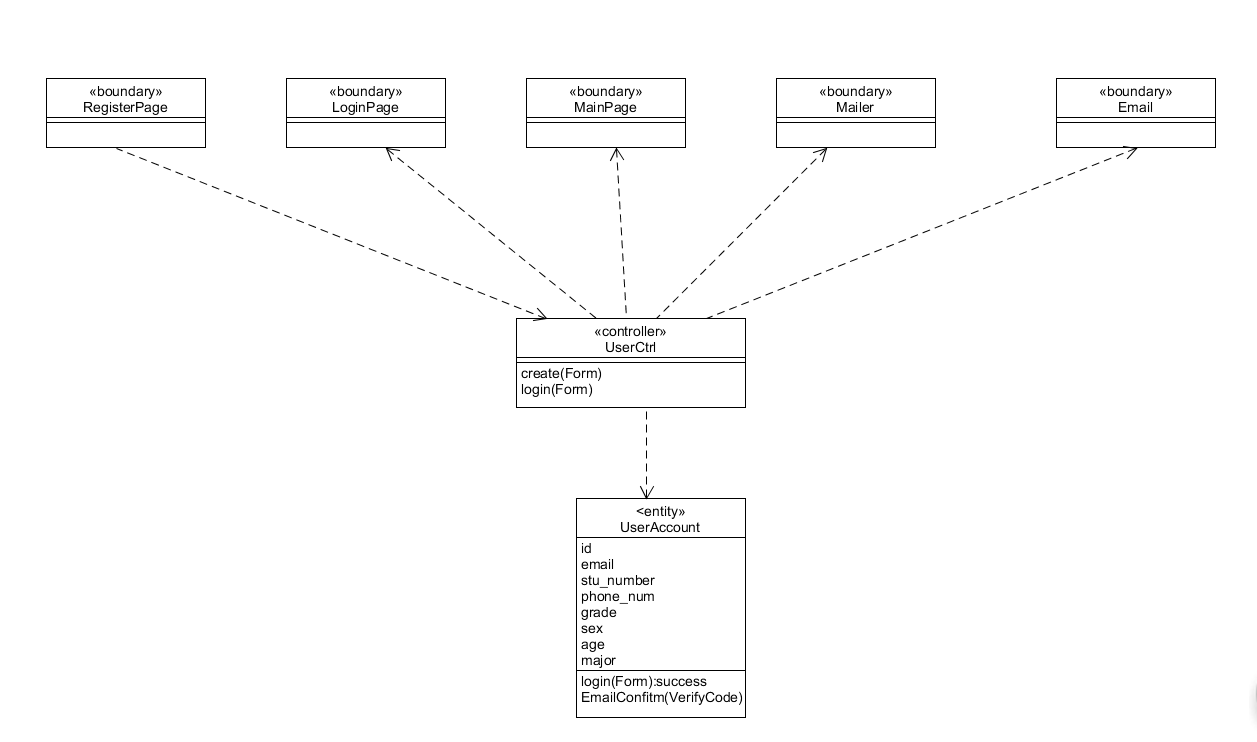 «boundary»
RegisterPage
«boundary»
LoginPage
«boundary»
MainPage
«boundary»
Mailer
«boundary»
Email
«controller»
UserCtrl
create(Form)
login(Form)
<entity»
UserAccount
id
email
stu_number
phone_num
grade
sex
age
major
login(Form):success
EmailConfitm(VerifyCode)